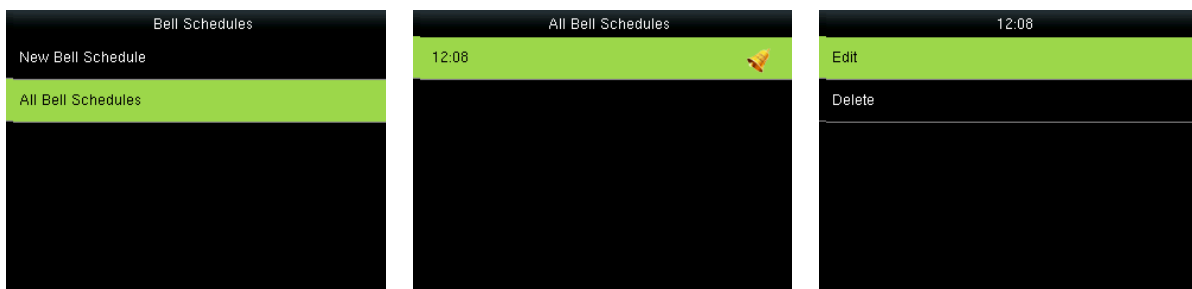 Bell Schedules
New Bell Schedule
All Bell Schedules
All Bell Schedules
12:08
12:08
Edit
Delete